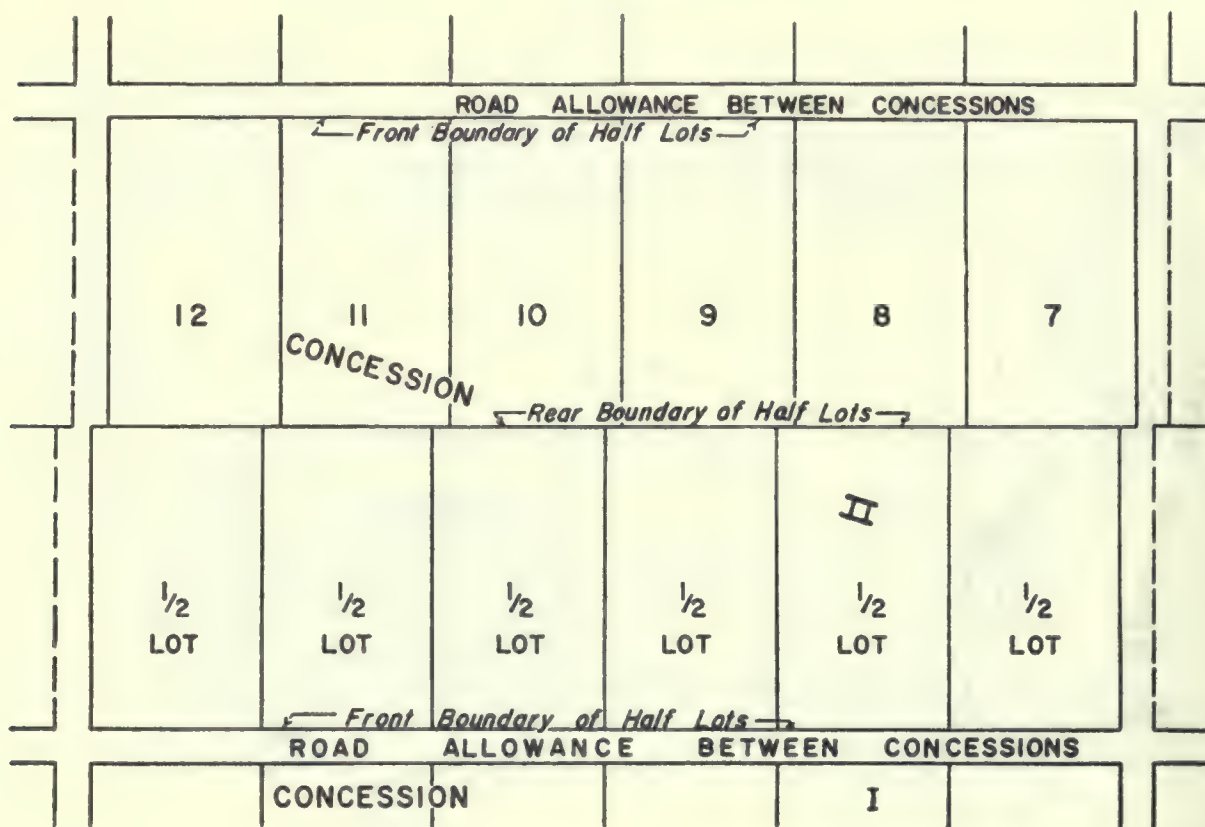 ROAD ALLOWANCE BETWEEN CONCESSIONS
Front Boundary of Half Lots
12 11 10 9 8 7
CONCESSION
Rear Boundary of Half Lots
II
1/2 1/2 1/2 1/2 1/2 1/2
LOT LOT LOT LOT LOT LOT
Front Boundary of Half Lots
ROAD ALLOWANCE BETWEEN CONCESSIONS
CONCESSION I